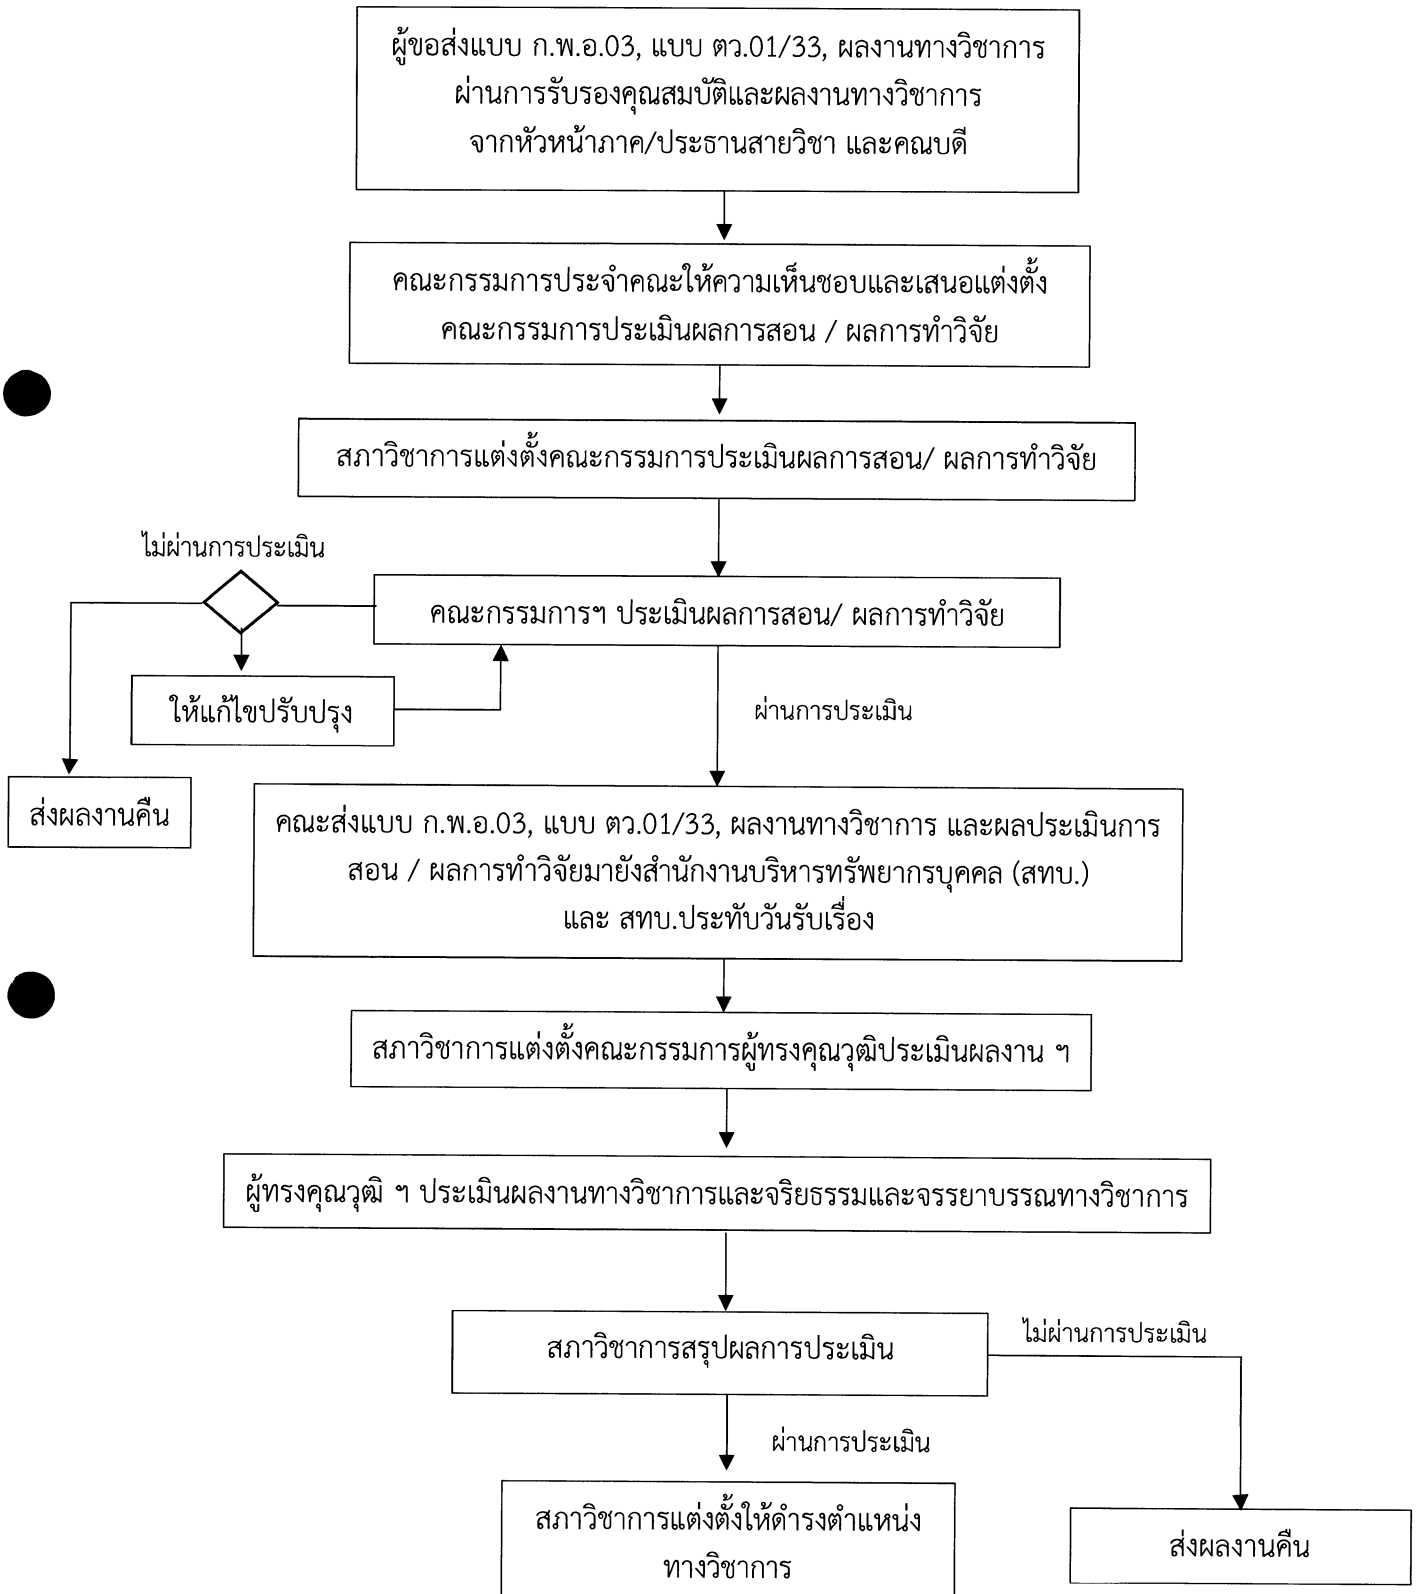 ผู้ขอส่งแบบ ก.พ.อ.03, แบบ ตว.01/33, ผลงานทางวิชาการ
ผ่านการรับรองคุณสมบัติและผลงานทางวิชาการ
จากหัวหน้าภาค/ประธานสายวิชา และคณบดี
คณะกรรมการประจำคณะให้ความเห็นชอบและเสนอแต่งตั้ง
คณะกรรมการประเมินผลการสอน / ผลการทำวิจัย
สภาวิชาการแต่งตั้งคณะกรรมการประเมินผลการสอน/ ผลการทำวิจัย
ไม่ผ่านการประเมิน
คณะกรรมการฯ ประเมินผลการสอน/ ผลการทำวิจัย
ให้แก้ไขปรับปรุง
ผ่านการประเมิน
ส่งผลงานคืน
คณะส่งแบบ ก.พ.อ.03, แบบ ตว.01/33, ผลงานทางวิชาการ และผลประเมินการ
สอน / ผลการทำวิจัยมายังสำนักงานบริหารทรัพยากรบุคคล (สทบ.)
และ สทบ.ประทับวันรับเรื่อง
สภาวิชาการแต่งตั้งคณะกรรมการผู้ทรงคุณวุฒิประเมินผลงาน ฯ
ผู้ทรงคุณวุฒิ ฯ ประเมินผลงานทางวิชาการและจริยธรรมและจรรยาบรรณทางวิชาการ
สภาวิชาการสรุปผลการประเมิน
ไม่ผ่านการประเมิน
ผ่านการประเมิน
สภาวิชาการแต่งตั้งให้ดำรงตำแหน่ง
ทางวิชาการ
ส่งผลงานคืน